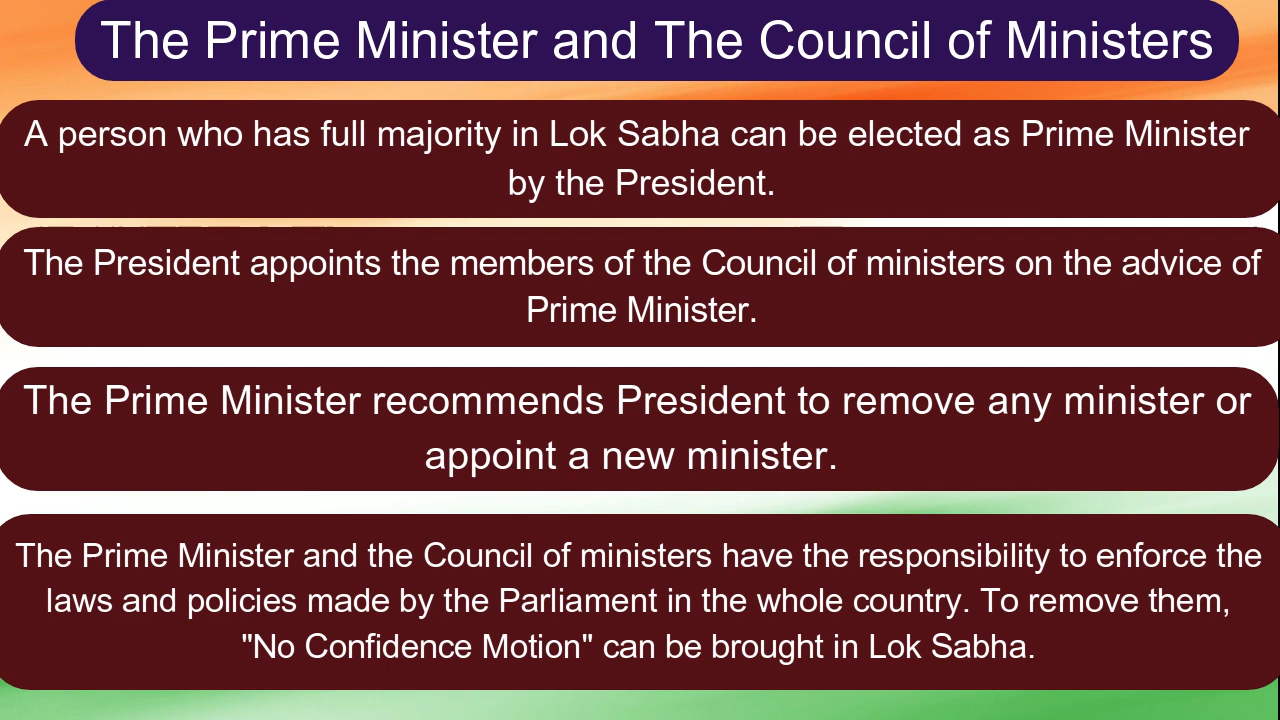 The Prime Minister and The Council of Ministers
A person who has full majority in Lok Sabha can be elected as Prime Minister
by the President.
The President appoints the members of the Council of ministers on the advice of
Prime Minister.
The Prime Minister recommends President to remove any minister or
appoint a new minister.
The Prime Minister and the Council of ministers have the responsibility to enforce the
laws and policies made by the Parliament in the whole country. To remove them,
"No Confidence Motion" can be brought in Lok Sabha.